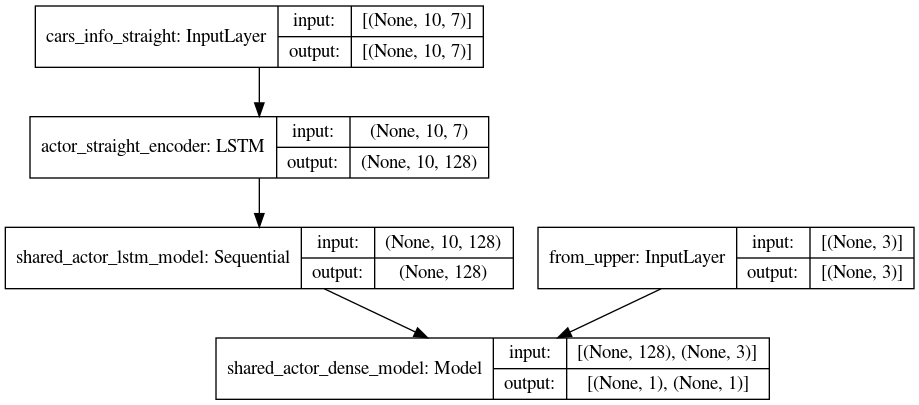 cars_info_straight: InputLayer
input: [(None, 10, 7)]
output: [(None, 10, 7)]
actor_straight_encoder: LSTM
input: (None, 10, 7)
output: (None, 10, 128)
shared_actor_lstm_model: Sequential
input: (None, 10, 128)
output: (None, 128)
from_upper: InputLayer
input: [(None, 3)]
output: [(None, 3)]
shared_actor_dense_model: Model
input: [(None, 128), (None, 3)]
output: [(None, 1), (None, 1)]